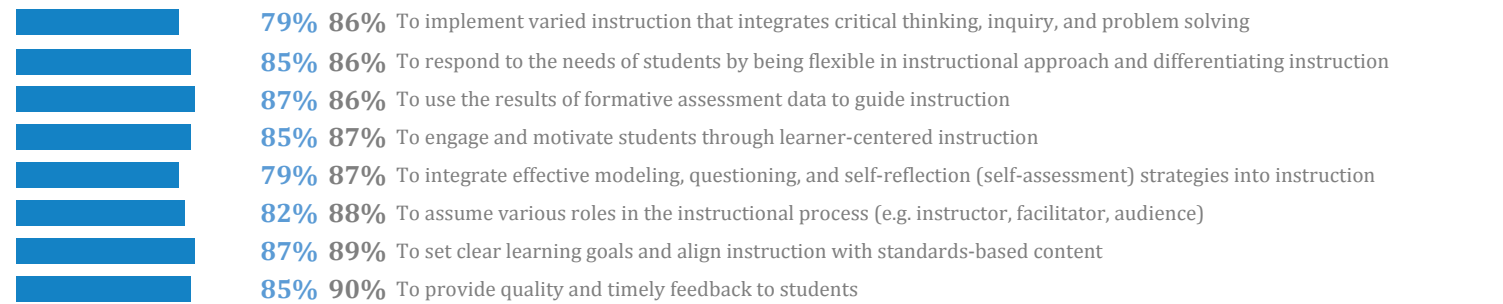 79% 86% To implement varied instruction that integrates critical thinking, inquiry, and problem solving
85% 86% To respond to the needs of students by being flexible in instructional approach and differentiating instruction
87% 86% To use the results of formative assessment data to guide instruction
85% 87% To engage and motivate students through learner-centered instruction
79% 87% To integrate effective modeling, questioning, and self-reflection (self-assessment) strategies into instruction
82% 88% To assume various roles in the instructional process (e.g. instructor, facilitator, audience)
87% 89% To set clear learning goals and align instruction with standards-based content
85% 90% To provide quality and timely feedback to students